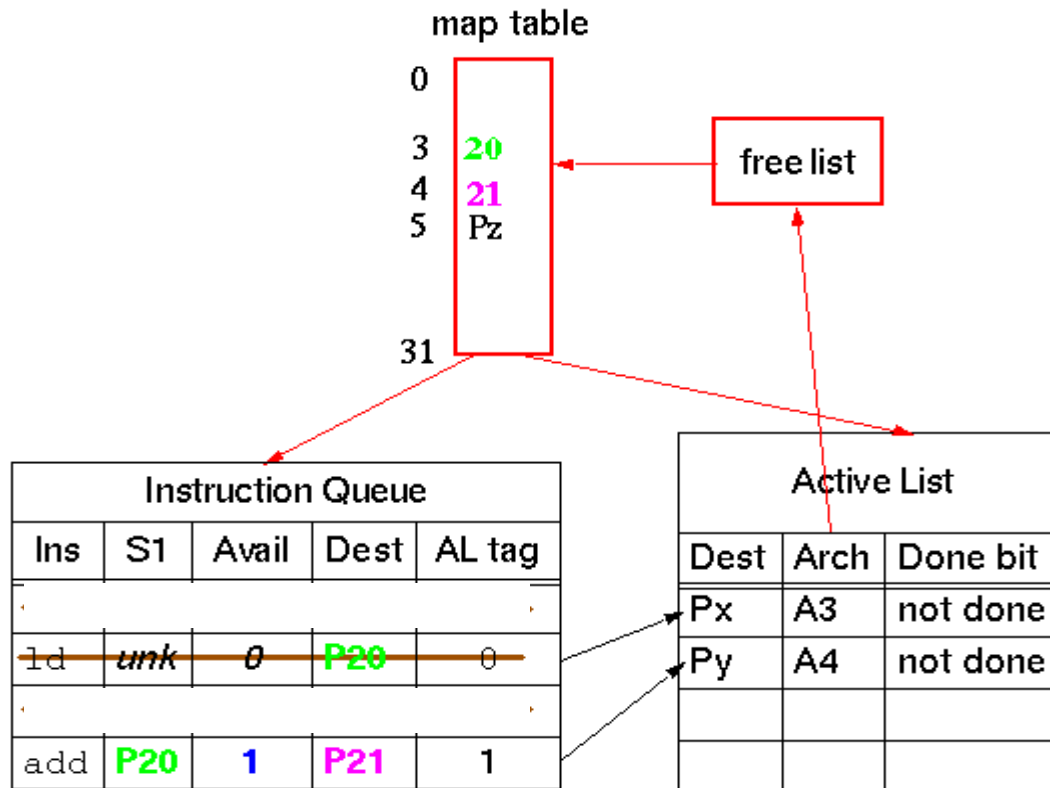 map table
0
3 20
4 21
5 Pz
31
free list
Instruction Queue
Ins S1 Avail Dest AL tag
ld unk 0 P20 0
add P20 1 P21 1
Active List
Dest Arch Done bit
Px A3 not done
Py A4 not done